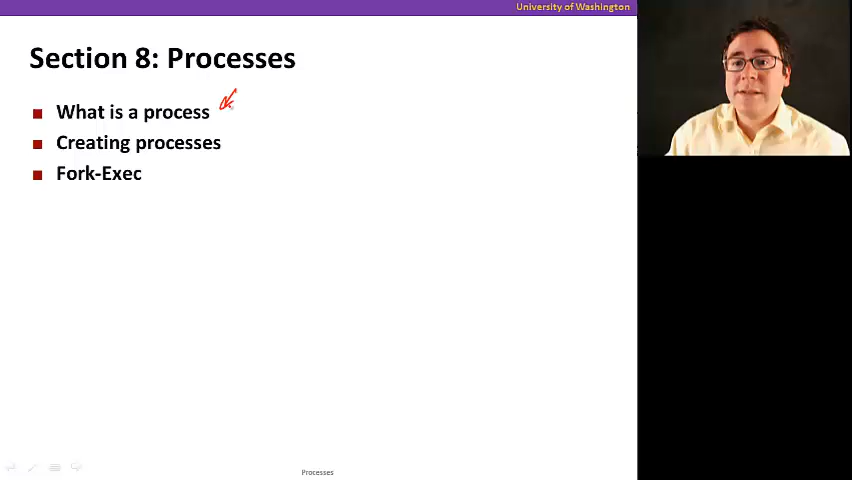 University of Washington
Section 8: Processes
What is a process
Creating processes
Fork-Exec
Processes